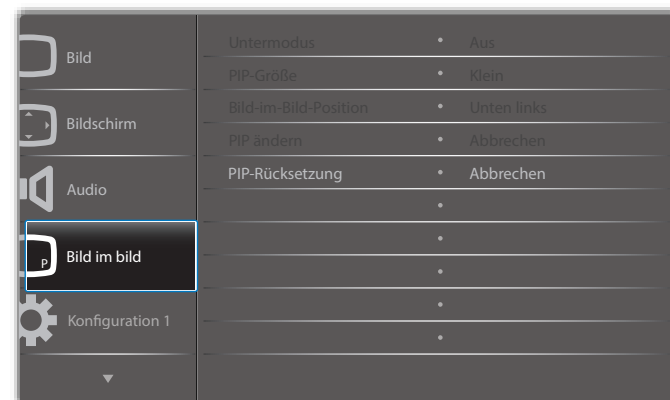 Bild
Bildschirm
Audio
P
Bild im bild
Konfiguration 1
Untermodus • Aus
PIP-Größe • Klein
Bild-im-Bild-Position • Unten links
PIP ändern • Abbrechen
PIP-Rücksetzung • Abbrechen